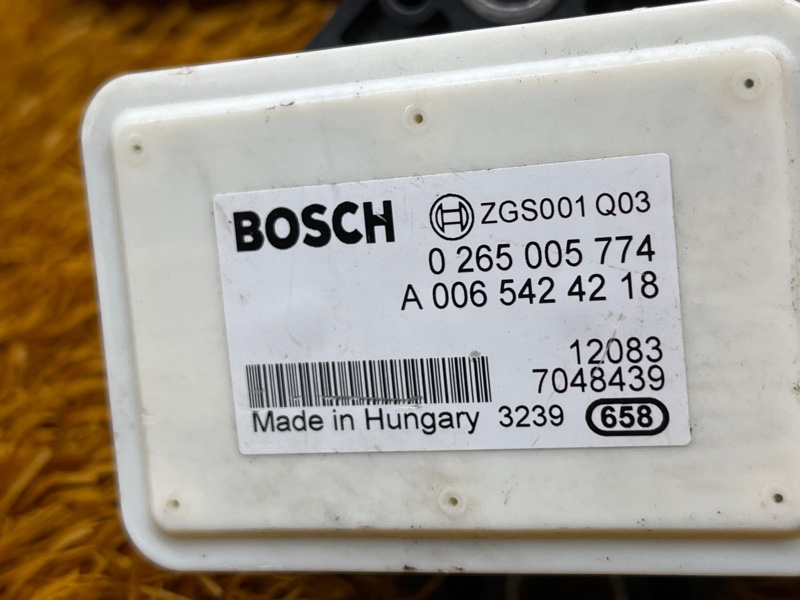 BOSCH ZGS001 Q03
0 265 005 774
A 006 542 42 18
12083
7048439
Made in Hungary 3239 658